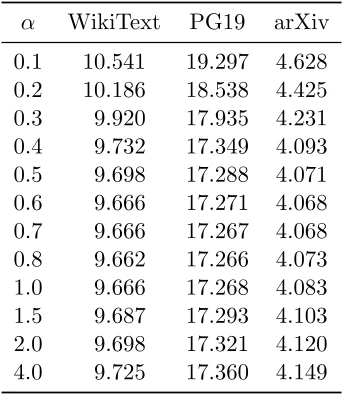 α WikiText PG19 arXiv
0.1 10.541 19.297 4.628
0.2 10.186 18.538 4.425
0.3 9.920 17.935 4.231
0.4 9.732 17.349 4.093
0.5 9.698 17.288 4.071
0.6 9.666 17.271 4.068
0.7 9.666 17.267 4.068
0.8 9.662 17.266 4.073
1.0 9.666 17.268 4.083
1.5 9.687 17.293 4.103
2.0 9.698 17.321 4.120
4.0 9.725 17.360 4.149